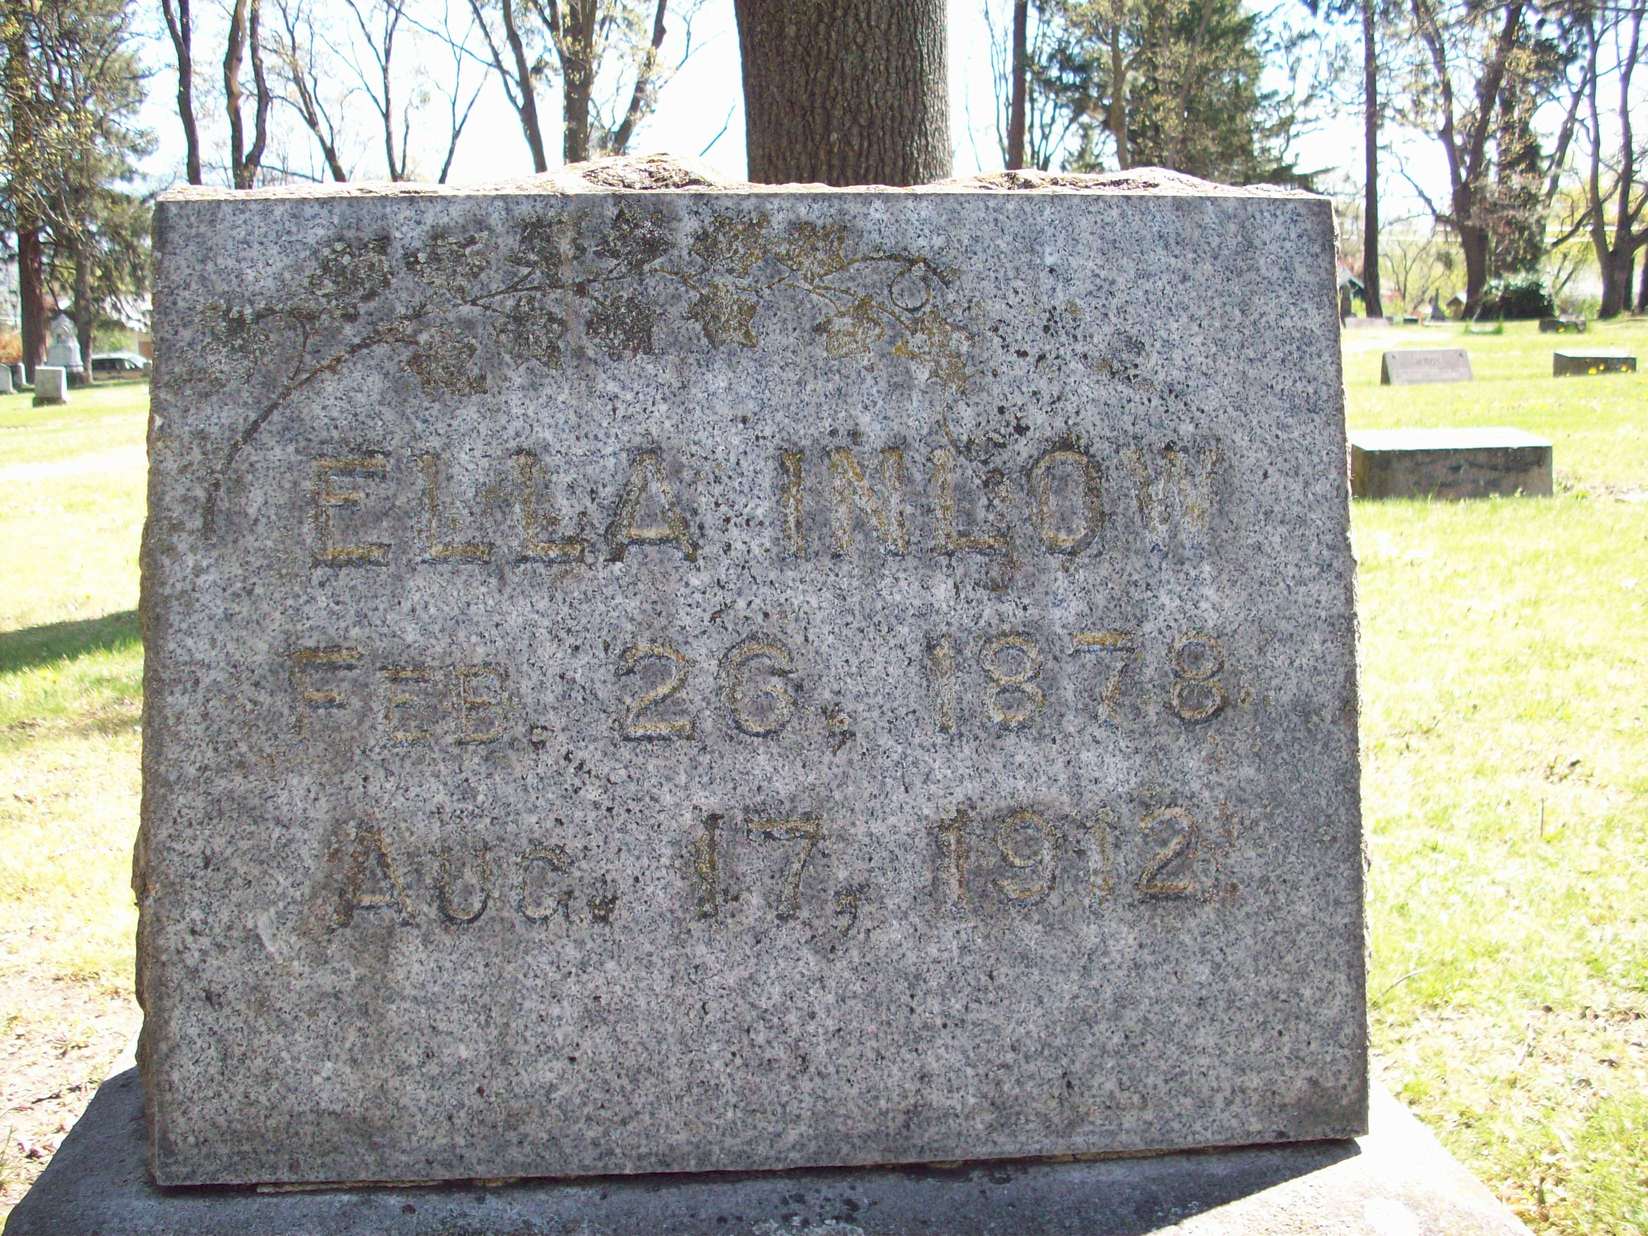 ELLA INLOW
FEB. 26, 1878
AUG. 17, 1912